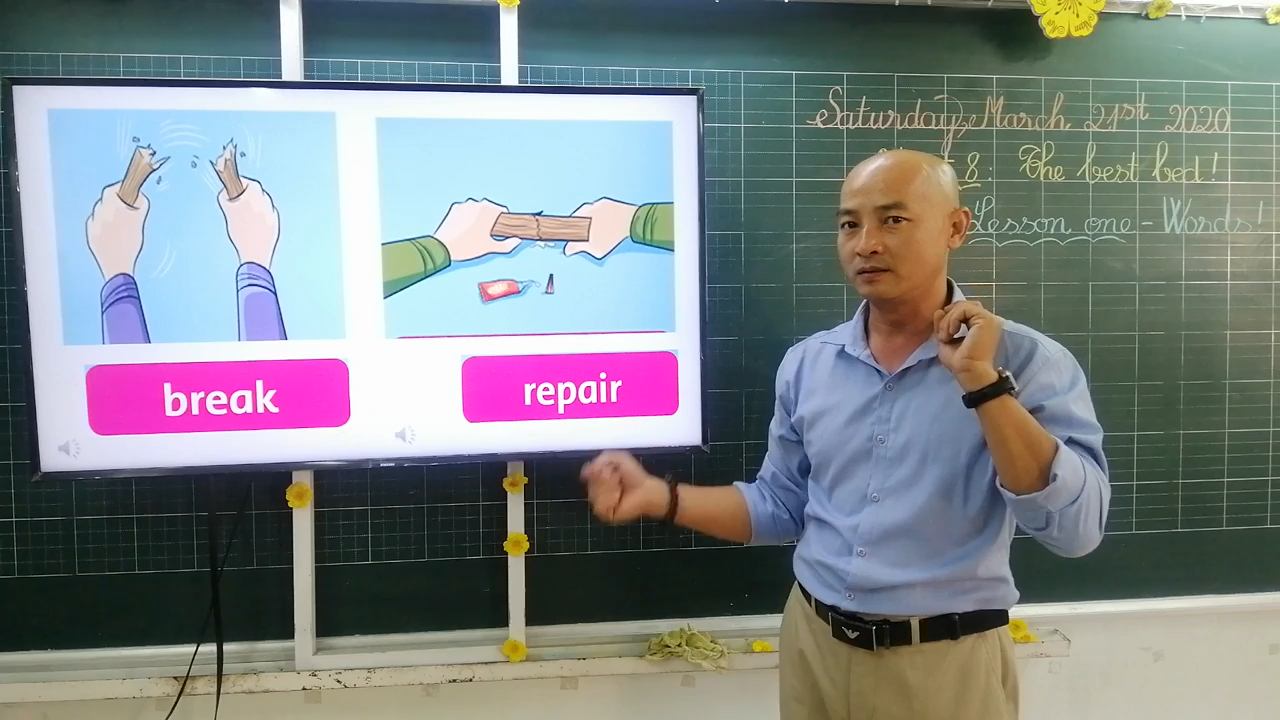 break
repair
Saturday, March 21st 2020
8: The best bed!
Lesson one - Words!